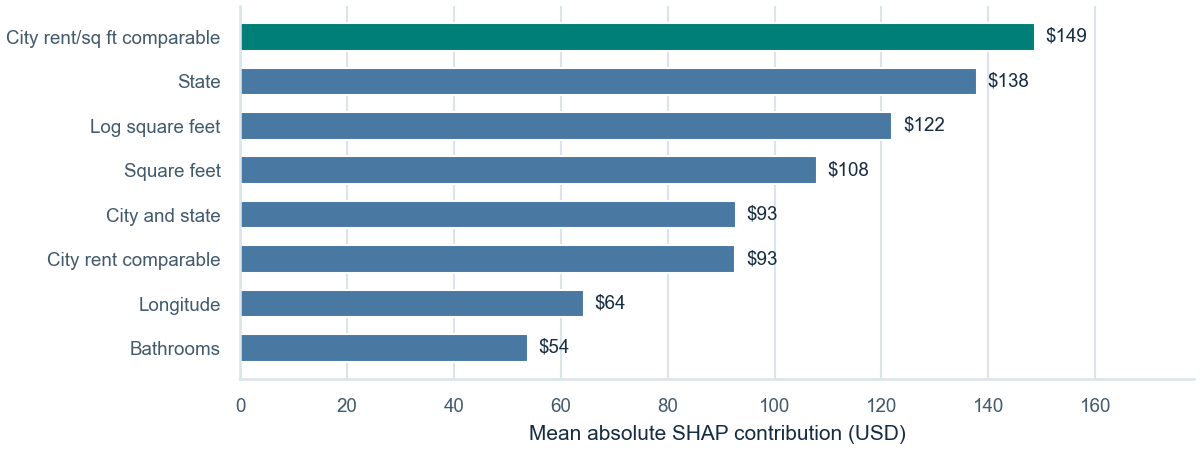 City rent/sq ft comparable $149
State $138
Log square feet $122
Square feet $108
City and state $93
City rent comparable $93
Longitude $64
Bathrooms $54
0 20 40 60 80 100 120 140 160
Mean absolute SHAP contribution (USD)